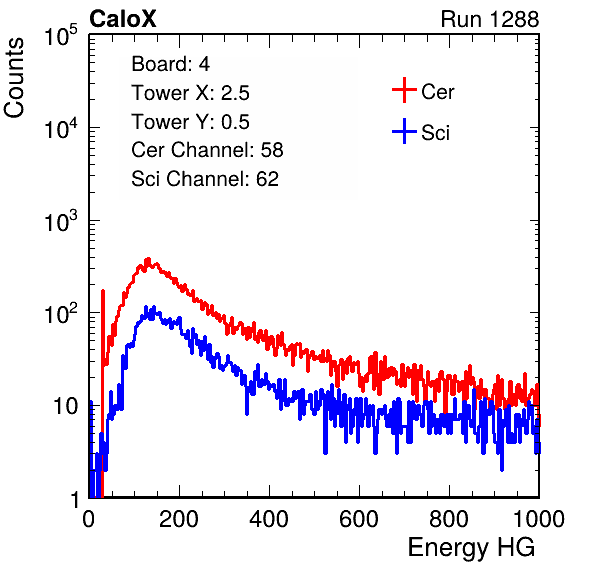 CaloX Run 1288
Counts
10^5
10^4
10^3
10^2
10
1
Board: 4
Tower X: 2.5
Tower Y: 0.5
Cer Channel: 58
Sci Channel: 62
Cer
Sci
0 200 400 600 800 1000
Energy HG